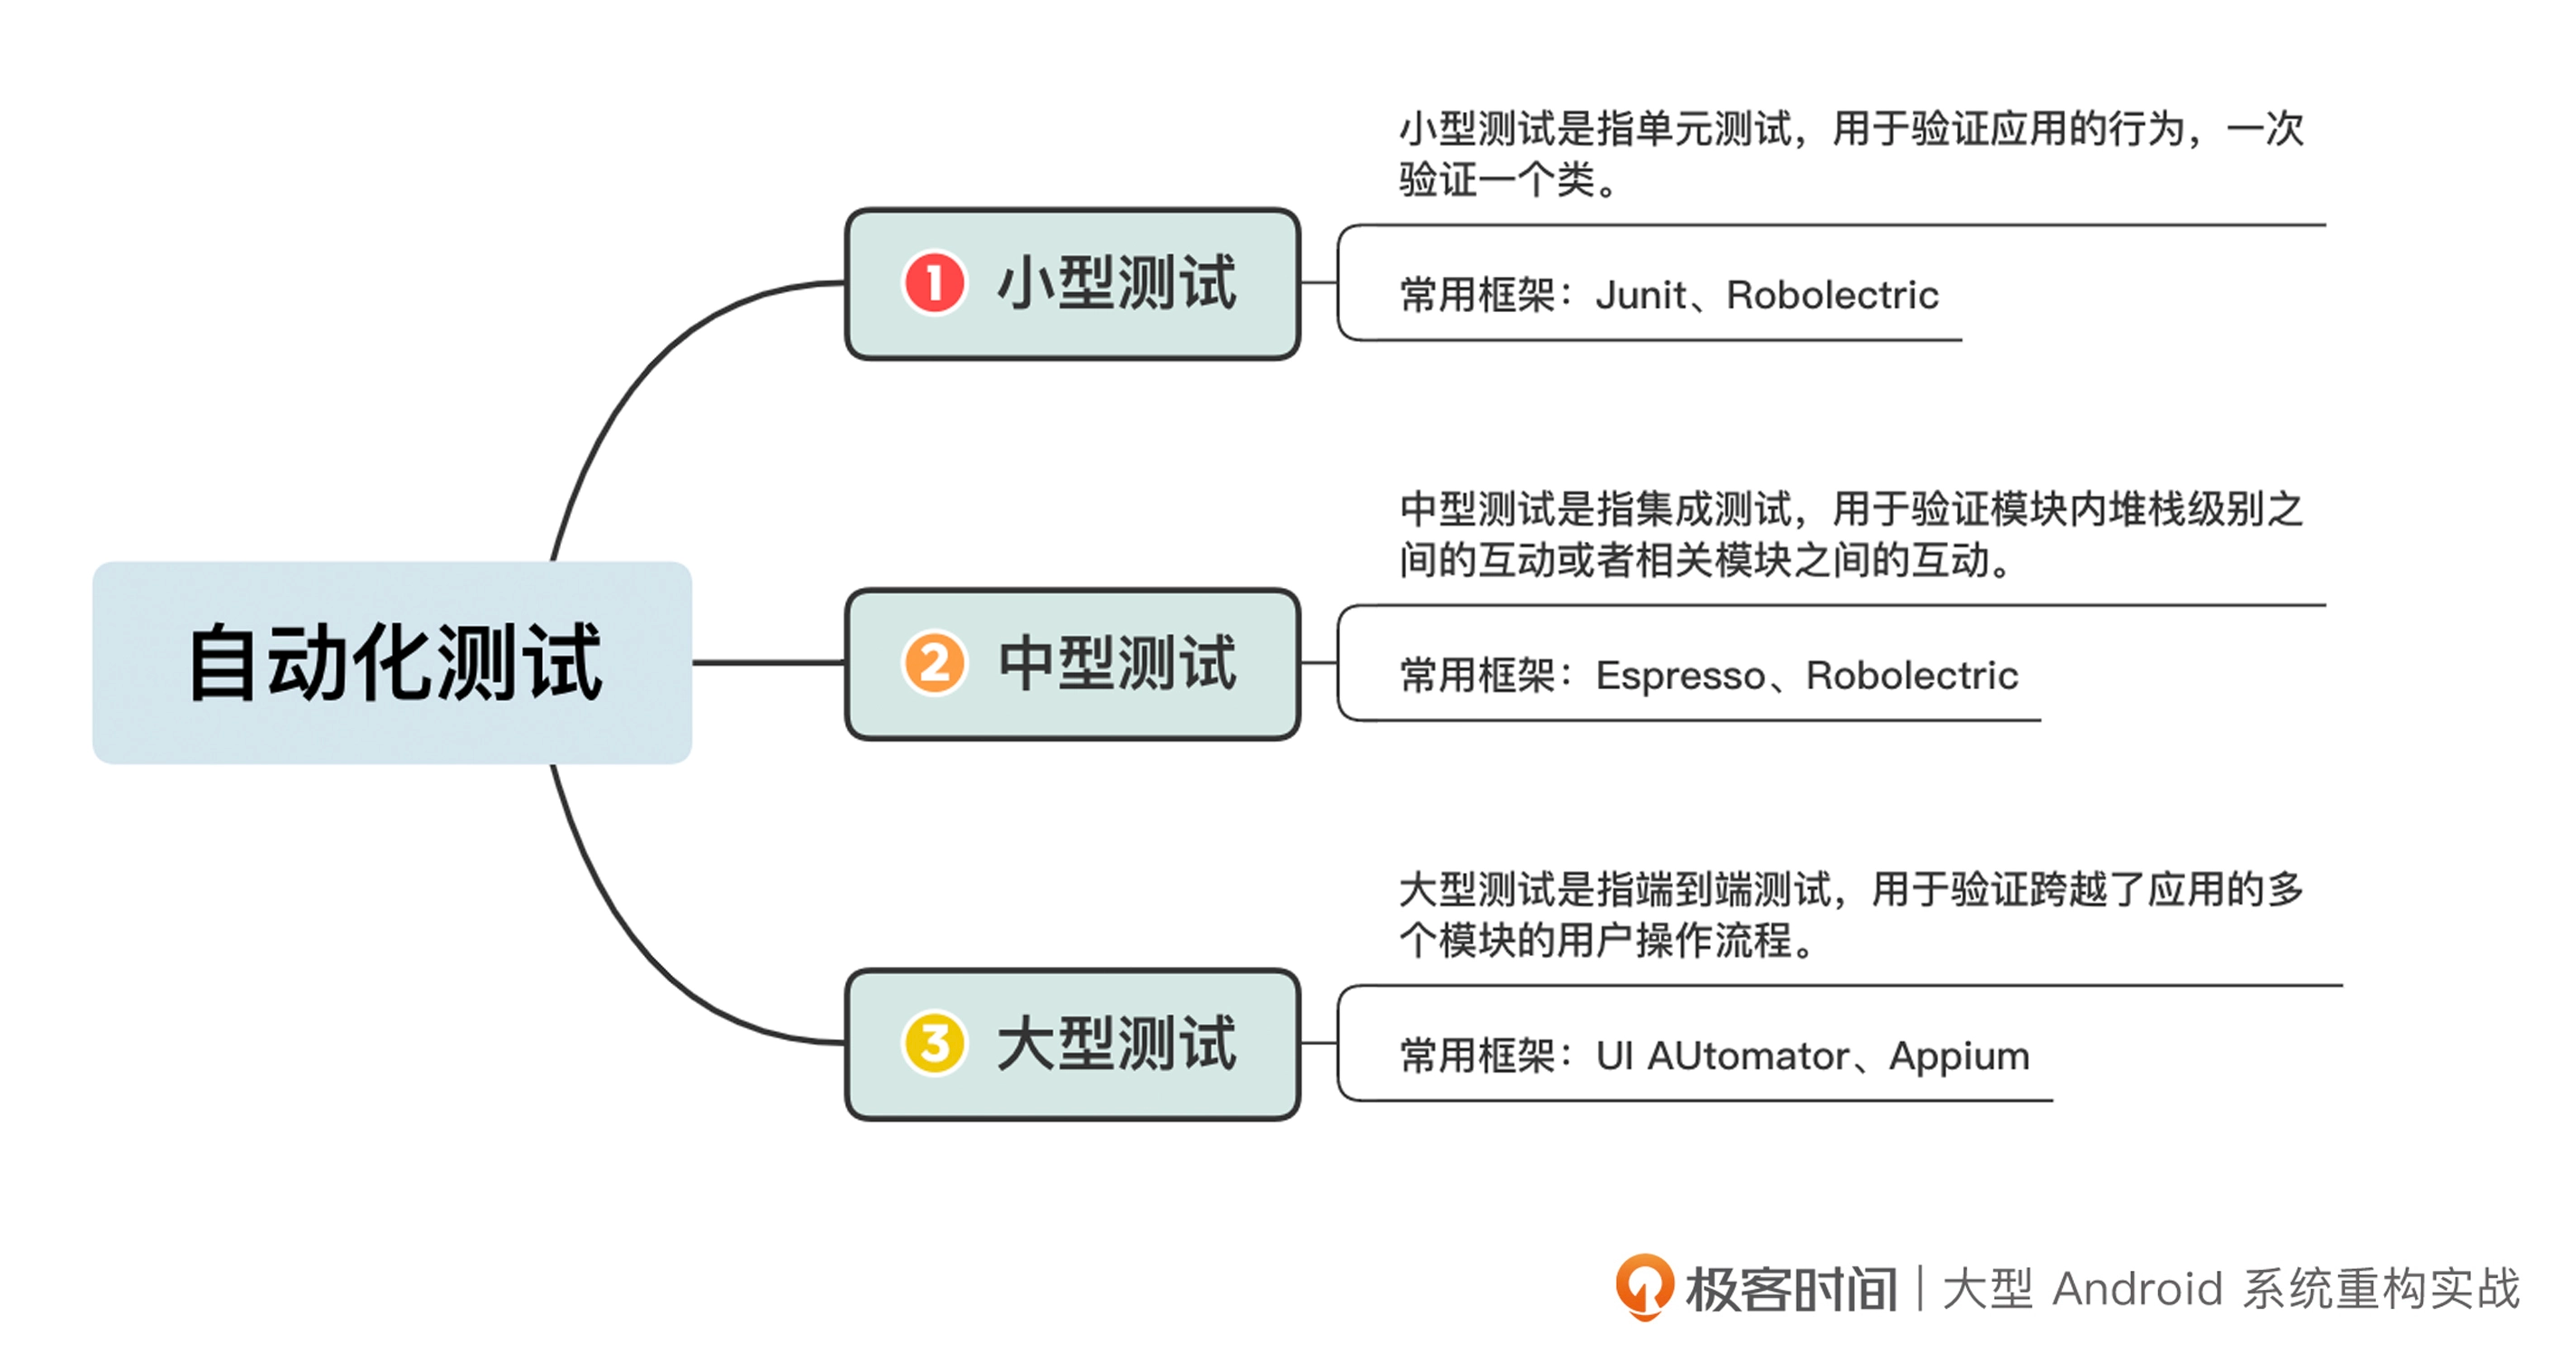 小型测试是指单元测试，用于验证应用的行为，一次
验证一个类。
1 小型测试
常用框架：Junit、Robolectric
中型测试是指集成测试，用于验证模块内堆栈级别之
间的互动或者相关模块之间的互动。
自动化测试
2 中型测试
常用框架：Espresso、Robolectric
大型测试是指端到端测试，用于验证跨越了应用的多
个模块的用户操作流程。
3 大型测试
常用框架：UI AUtomator、Appium
极客时间 | 大型 Android 系统重构实战